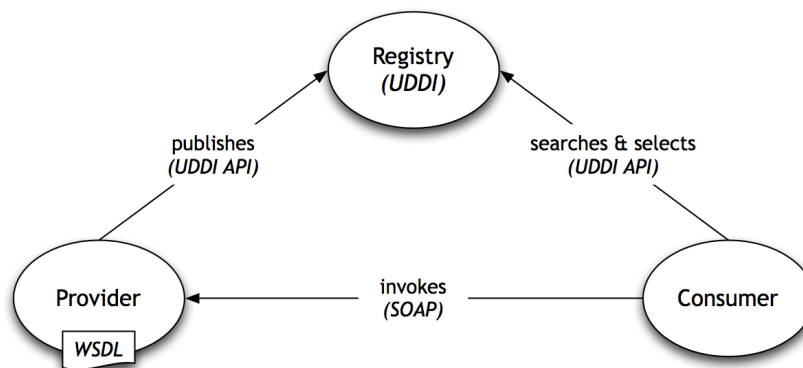 Registry
(UDDI)
publishes
(UDDI API)
searches & selects
(UDDI API)
Provider
WSDL
invokes
(SOAP)
Consumer